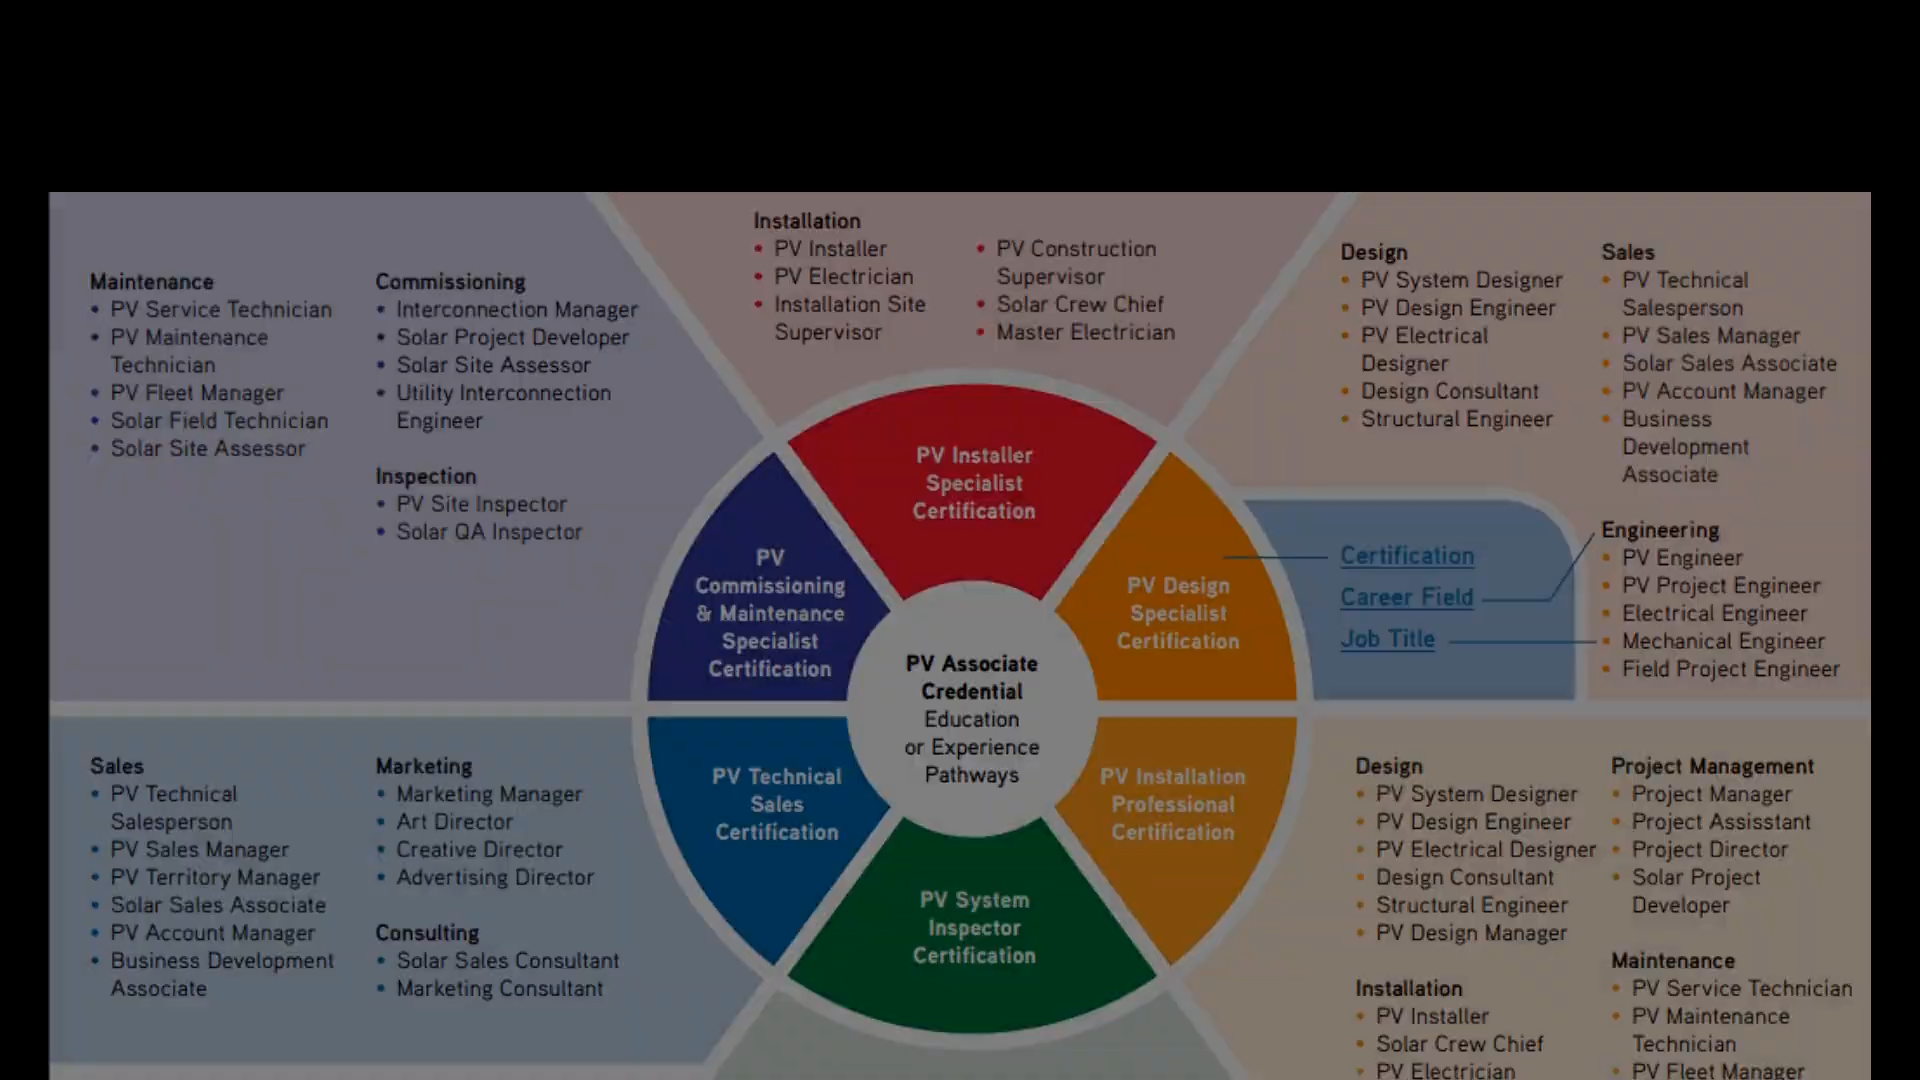 Installation
• PV Installer
• PV Electrician
• Installation Site
Supervisor
• PV Construction
Supervisor
• Solar Crew Chief
• Master Electrician
Maintenance
• PV Service Technician
• PV Maintenance
Technician
• PV Fleet Manager
• Solar Field Technician
• Solar Site Assessor
Commissioning
• Interconnection Manager
• Solar Project Developer
• Solar Site Assessor
• Utility Interconnection
Engineer
Inspection
• PV Site Inspector
• Solar QA Inspector
Design
• PV System Designer
• PV Design Engineer
• PV Electrical
Designer
• Design Consultant
• Structural Engineer
Sales
• PV Technical
Salesperson
• PV Sales Manager
• Solar Sales Associate
• PV Account Manager
• Business
Development
Associate
Engineering
• PV Engineer
• PV Project Engineer
• Electrical Engineer
• Mechanical Engineer
• Field Project Engineer
Certification
Career Field
Job Title
PV Installer
Specialist
Certification
PV
Commissioning
& Maintenance
Specialist
Certification
PV Design
Specialist
Certification
PV Associate
Credential
Education
or Experience
Pathways
PV Technical
Sales
Certification
PV Installation
Professional
Certification
PV System
Inspector
Certification
Sales
• PV Technical
Salesperson
• PV Sales Manager
• PV Territory Manager
• Solar Sales Associate
• PV Account Manager
• Business Development
Associate
Marketing
• Marketing Manager
• Art Director
• Creative Director
• Advertising Director
Consulting
• Solar Sales Consultant
• Marketing Consultant
Design
• PV System Designer
• PV Design Engineer
• PV Electrical Designer
• Design Consultant
• Structural Engineer
• PV Design Manager
Installation
• PV Installer
• Solar Crew Chief
• PV Electrician
Project Management
• Project Manager
• Project Assisstant
• Project Director
• Solar Project
Developer
Maintenance
• PV Service Technician
• PV Maintenance
Technician
• PV Fleet Manager